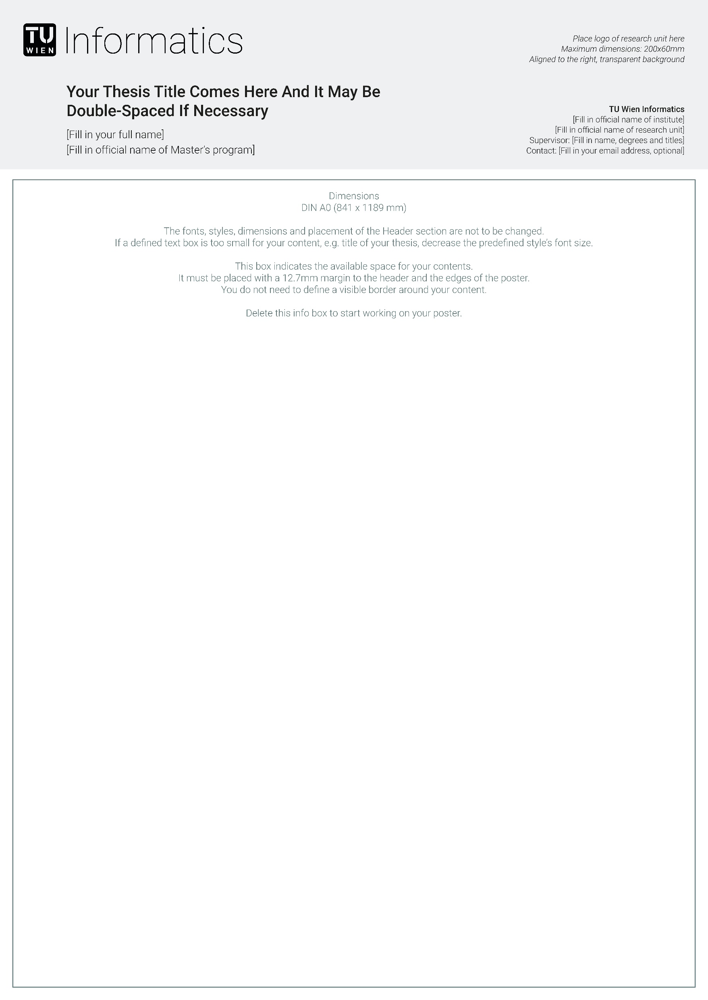 TU
WIEN
Informatics
Place logo of research unit here
Maximum dimensions: 200x60mm
Aligned to the right, transparent background
Your Thesis Title Comes Here And It May Be
Double-Spaced If Necessary
[Fill in your full name]
[Fill in official name of Master’s program]
TU Wien Informatics
[Fill in official name of institute]
[Fill in official name of research unit]
Supervisor: [Fill in name, degrees and titles]
Contact: [Fill in your email address, optional]
Dimensions
DIN A0 (841 x 1189 mm)
The fonts, styles, dimensions and placement of the Header section are not to be changed.
If a defined text box is too small for your content, e.g. title of your thesis, decrease the predefined style’s font size.
This box indicates the available space for your contents.
It must be placed with a 12.7mm margin to the header and the edges of the poster.
You do not need to define a visible border around your content.
Delete this info box to start working on your poster.